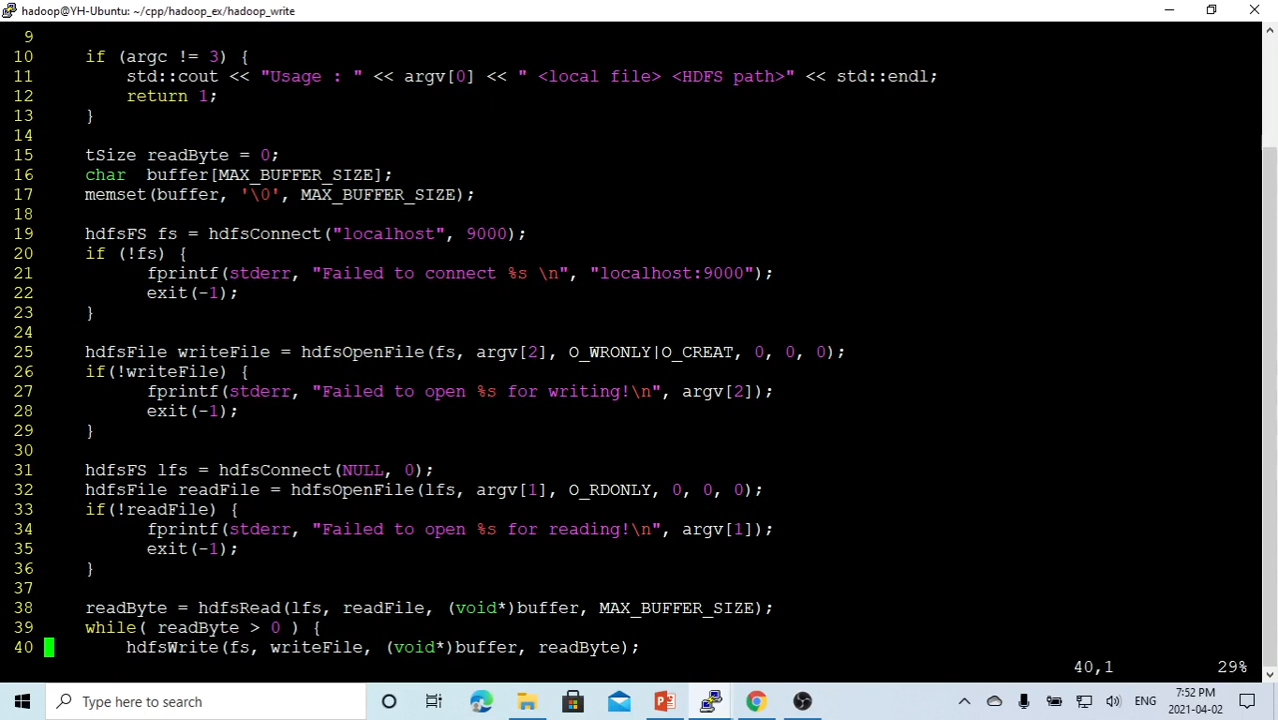 hadoop@YH-Ubuntu: ~/cpp/hadoop_ex/hadoop_write
9
10     if (argc != 3) {
11         std::cout << "Usage : " << argv[0] << " <local file> <HDFS path>" << std::endl;
12         return 1;
13     }
14
15     tSize readByte = 0;
16     char  buffer[MAX_BUFFER_SIZE];
17     memset(buffer, '\0', MAX_BUFFER_SIZE);
18
19     hdfsFS fs = hdfsConnect("localhost", 9000);
20     if (!fs) {
21           fprintf(stderr, "Failed to connect %s \n", "localhost:9000");
22           exit(-1);
23     }
24
25     hdfsFile writeFile = hdfsOpenFile(fs, argv[2], O_WRONLY|O_CREAT, 0, 0, 0);
26     if(!writeFile) {
27           fprintf(stderr, "Failed to open %s for writing!\n", argv[2]);
28           exit(-1);
29     }
30
31     hdfsFS lfs = hdfsConnect(NULL, 0);
32     hdfsFile readFile = hdfsOpenFile(lfs, argv[1], O_RDONLY, 0, 0, 0);
33     if(!readFile) {
34           fprintf(stderr, "Failed to open %s for reading!\n", argv[1]);
35           exit(-1);
36     }
37
38     readByte = hdfsRead(lfs, readFile, (void*)buffer, MAX_BUFFER_SIZE);
39     while( readByte > 0 ) {
40         hdfsWrite(fs, writeFile, (void*)buffer, readByte);
40,1 29%
Type here to search
ENG
7:52 PM
2021-04-02